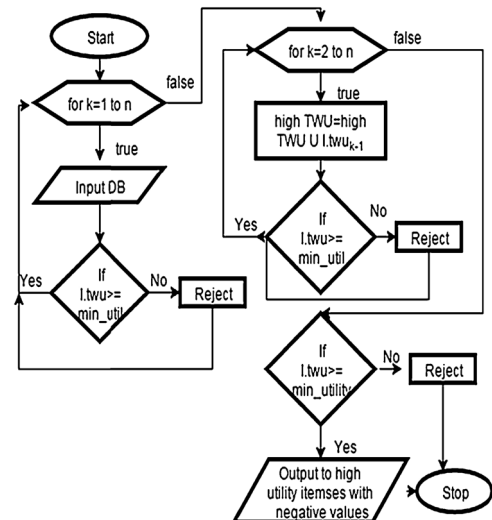 Start
for k=1 to n
false
true
Input DB
If
I.twu>=
min_util
Yes
No
Reject
for k=2 to n
false
true
high TWU=high
TWU U I.twuk-1
If
I.twu>=
min_util
Yes
No
Reject
If
I.twu>=
min_utility
No
Reject
Yes
Output to high
utility itemses with
negative values
Stop